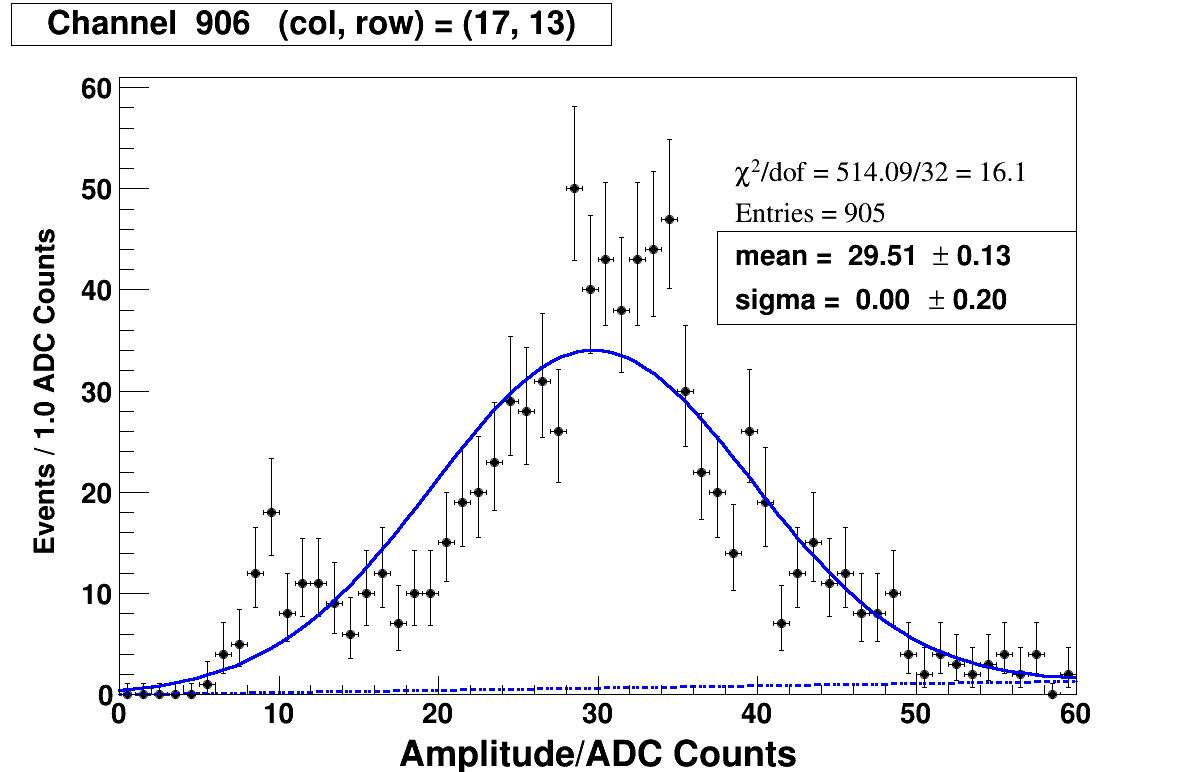 Channel 906 (col, row) = (17, 13)
60
50
40
30
20
10
0
Events / 1.0 ADC Counts
χ²/dof = 514.09/32 = 16.1
Entries = 905
mean = 29.51 ± 0.13
sigma = 0.00 ± 0.20
0 10 20 30 40 50 60
Amplitude/ADC Counts